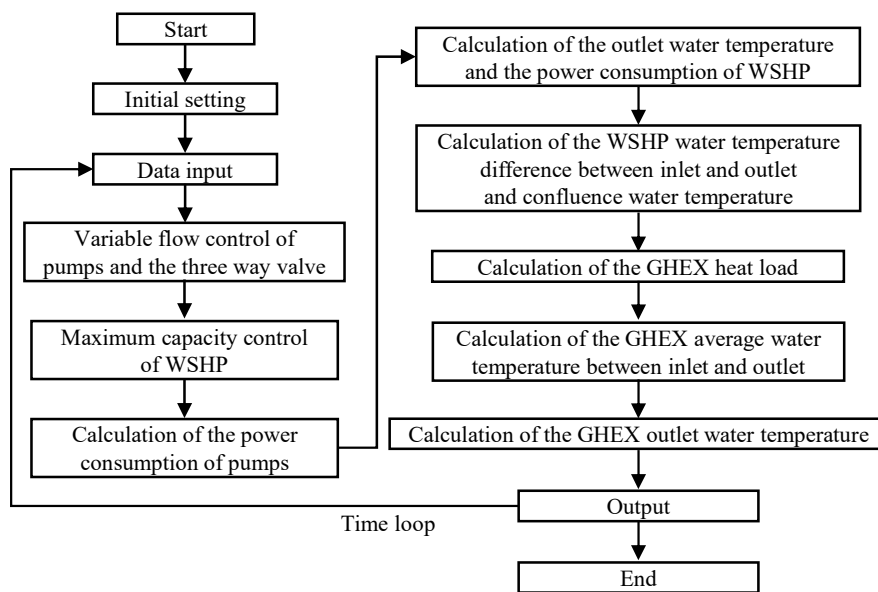 Start
Initial setting
Data input
Variable flow control of
pumps and the three way valve
Maximum capacity control
of WSHP
Calculation of the power
consumption of pumps
Calculation of the outlet water temperature
and the power consumption of WSHP
Calculation of the WSHP water temperature
difference between inlet and outlet
and confluence water temperature
Calculation of the GHEX heat load
Calculation of the GHEX average water
temperature between inlet and outlet
Calculation of the GHEX outlet water temperature
Output
Time loop
End